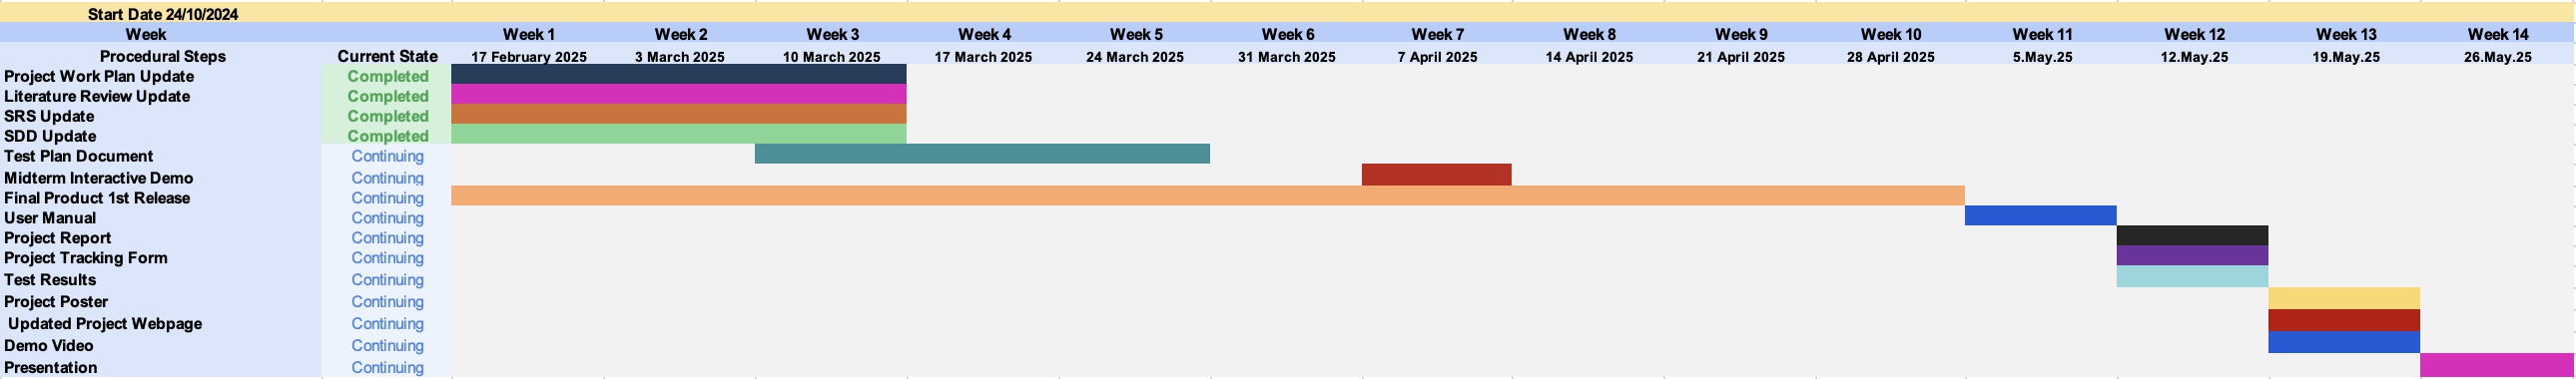 Start Date 24/10/2024
Week Week 1 Week 2 Week 3 Week 4 Week 5 Week 6 Week 7 Week 8 Week 9 Week 10 Week 11 Week 12 Week 13 Week 14
Procedural Steps Current State 17 February 2025 3 March 2025 10 March 2025 17 March 2025 24 March 2025 31 March 2025 7 April 2025 14 April 2025 21 April 2025 28 April 2025 5.May.25 12.May.25 19.May.25 26.May.25
Project Work Plan Update Completed
Literature Review Update Completed
SRS Update Completed
SDD Update Completed
Test Plan Document Continuing
Midterm Interactive Demo Continuing
Final Product 1st Release Continuing
User Manual Continuing
Project Report Continuing
Project Tracking Form Continuing
Test Results Continuing
Project Poster Continuing
Updated Project Webpage Continuing
Demo Video Continuing
Presentation Continuing